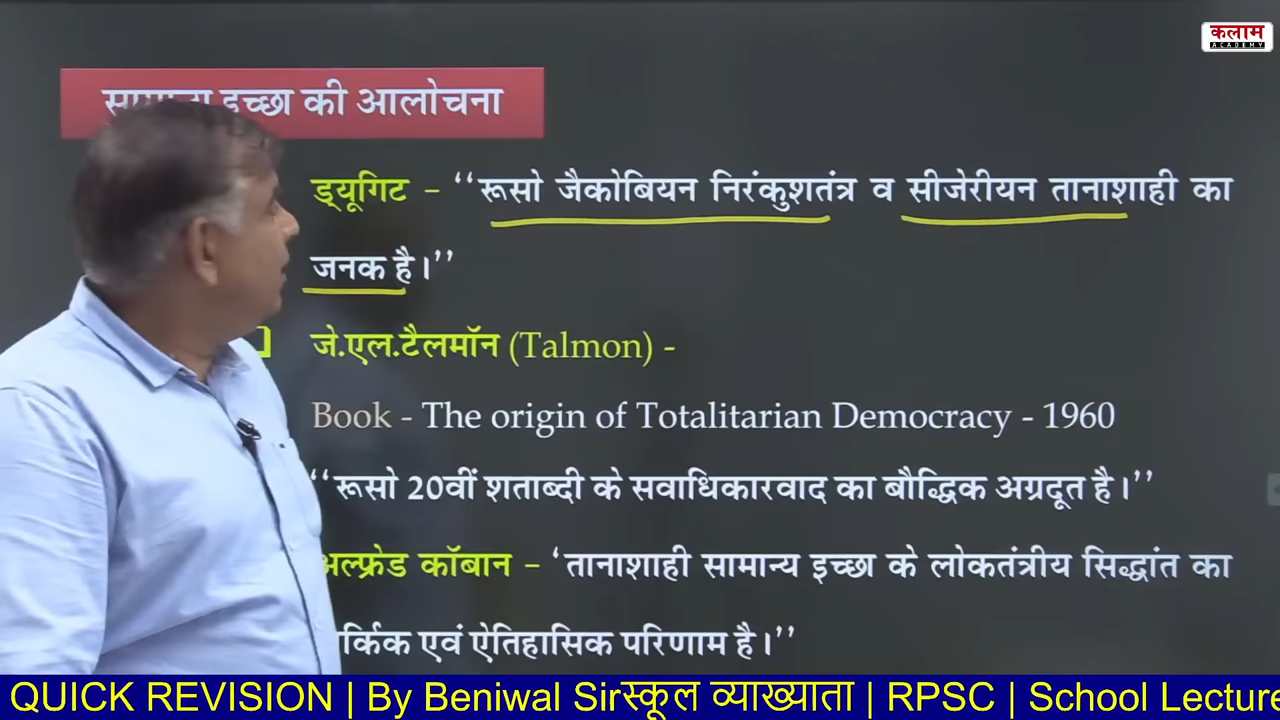 कलाम
ACADEMY
इच्छा की आलोचना
ड्यूगिट - ‘‘रूसो जैकोबियन निरंकुशतंत्र व सीजेरीयन तानाशाही का
जनक है।’’
जे.एल.टैलमॉन (Talmon) -
Book - The origin of Totalitarian Democracy - 1960
‘‘रूसो 20वीं शताब्दी के सवाधिकारवाद का बौद्धिक अग्रदूत है।’’
अल्फ्रेड कॉबान - ‘तानाशाही सामान्य इच्छा के लोकतंत्रीय सिद्धांत का
एवं ऐतिहासिक परिणाम है।’’
QUICK REVISION | By Beniwal Sirस्कूल व्याख्याता | RPSC | School Lecture